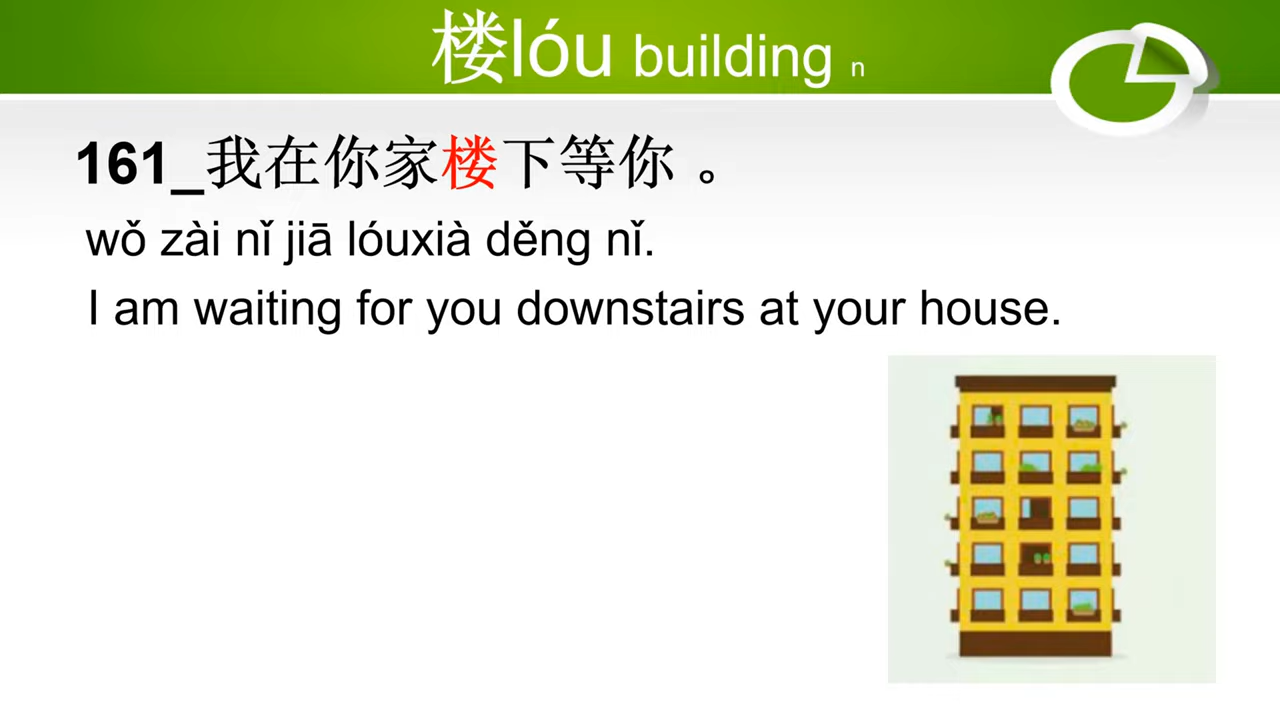 楼lóu building n
161_我在你家楼下等你 。
wǒ zài nǐ jiā lóuxià děng nǐ.
I am waiting for you downstairs at your house.